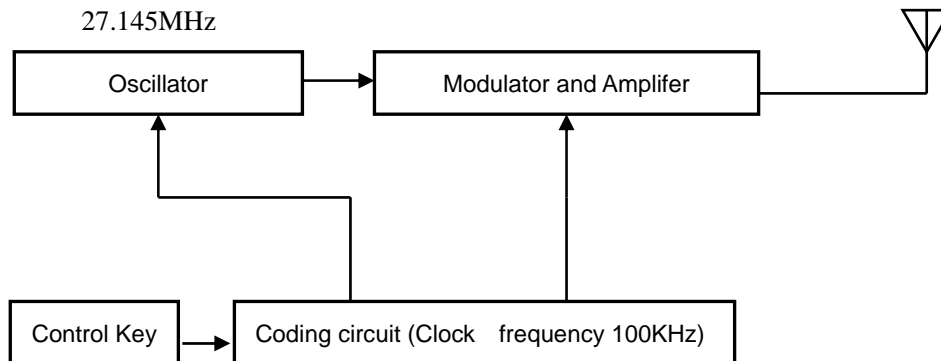 27.145MHz
Oscillator
Modulator and Amplifer
Control Key
Coding circuit (Clock frequency 100KHz)